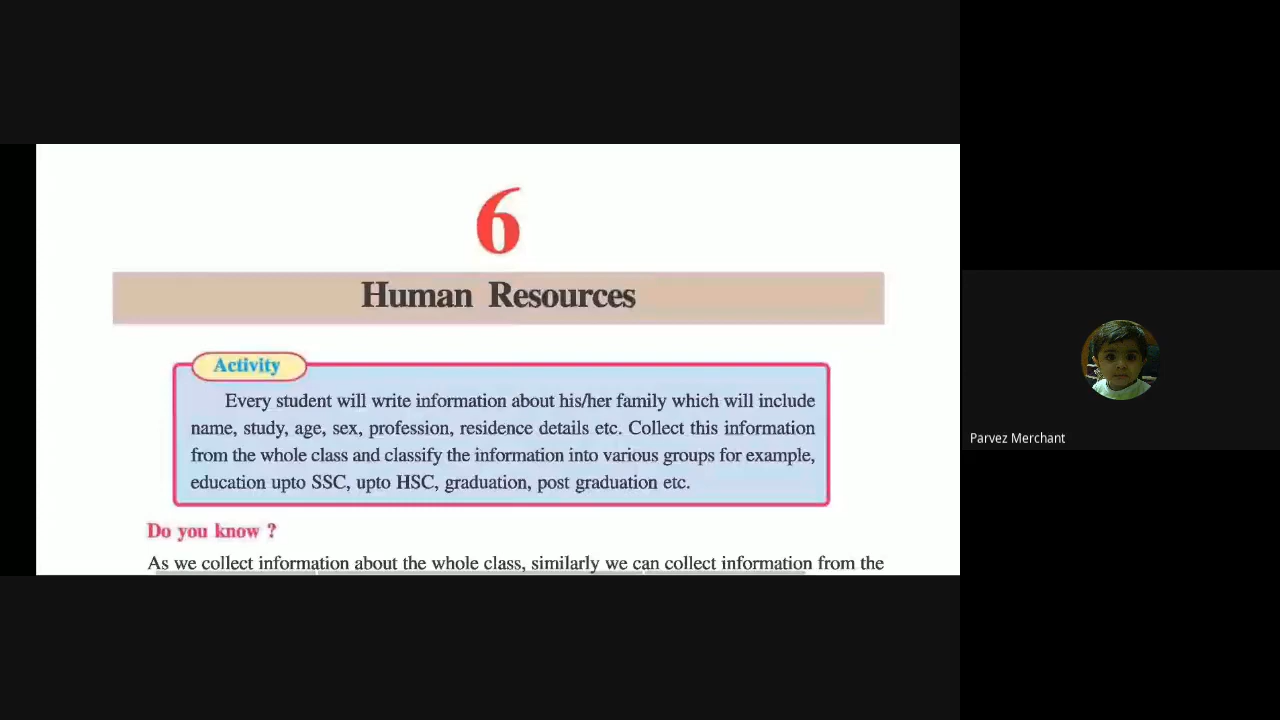 6
Human Resources
Activity
Every student will write information about his/her family which will include
name, study, age, sex, profession, residence details etc. Collect this information
from the whole class and classify the information into various groups for example,
education upto SSC, upto HSC, graduation, post graduation etc.
Do you know ?
As we collect information about the whole class, similarly we can collect information from the
Parvez Merchant